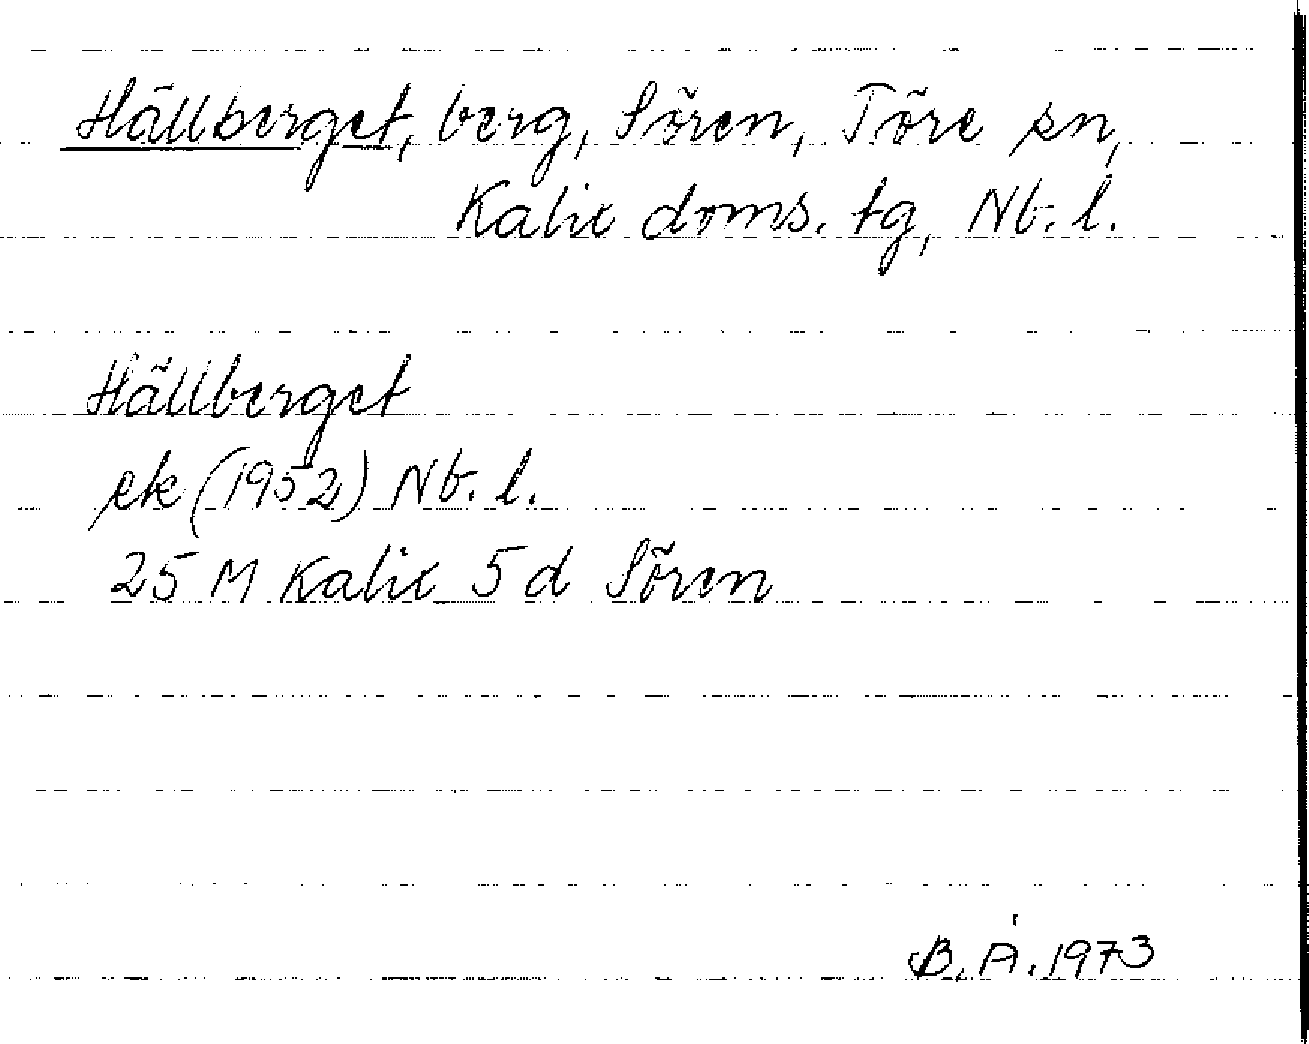 Hällberget, berg, Sören, Töre sn,
Kalix doms. tg, Nb. l.
Hällberget
ek (1952) Nb. l.
25 M Kalix 5 d Sören
B. Å. 1973